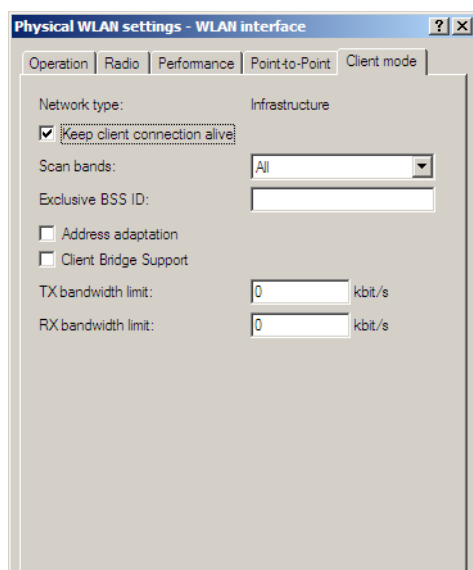 Physical WLAN settings - WLAN interface
Operation Radio Performance Point-to-Point Client mode
Network type: Infrastructure
Keep client connection alive
Scan bands: All
Exclusive BSS ID:
Address adaptation
Client Bridge Support
TX bandwidth limit: 0 kbit/s
RX bandwidth limit: 0 kbit/s